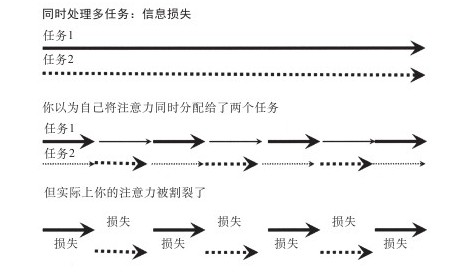 同时处理多任务：信息损失
任务1
任务2
你以为自己将注意力同时分配给了两个任务
任务1
任务2
但实际上你的注意力被割裂了
损失 损失 损失
损失 损失 损失 损失